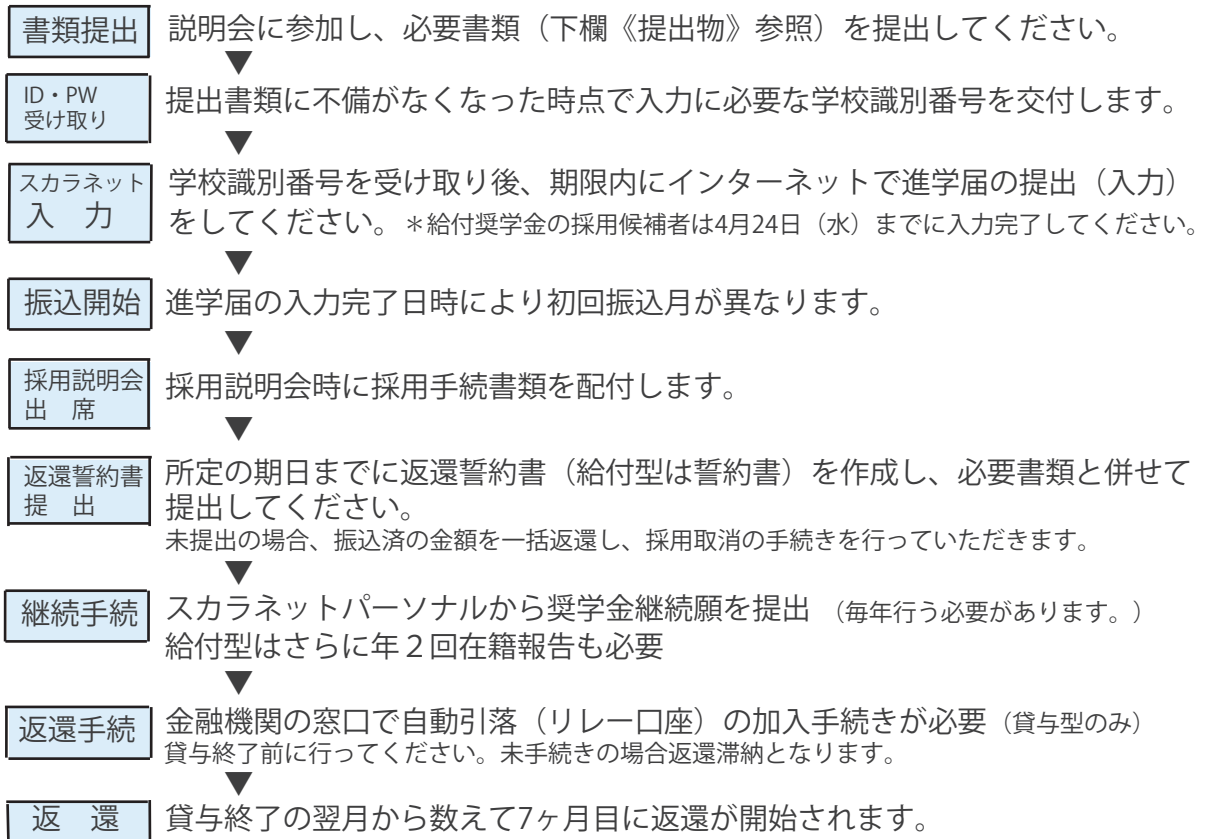 書類提出 説明会に参加し、必要書類（下欄《提出物》参照）を提出してください。
▼
ID・PW
受け取り
提出書類に不備がなくなった時点で入力に必要な学校識別番号を交付します。
▼
スカラネット
入　力
学校識別番号を受け取り後、期限内にインターネットで進学届の提出（入力）
をしてください。＊給付奨学金の採用候補者は4月24日（水）までに入力完了してください。
▼
振込開始 進学届の入力完了日時により初回振込月が異なります。
▼
採用説明会
出　席
採用説明会時に採用手続書類を配付します。
▼
返還誓約書
提　出
所定の期日までに返還誓約書（給付型は誓約書）を作成し、必要書類と併せて
提出してください。
未提出の場合、振込済の金額を一括返還し、採用取消の手続きを行っていただきます。
▼
継続手続 スカラネットパーソナルから奨学金継続願を提出 （毎年行う必要があります。）
給付型はさらに年２回在籍報告も必要
▼
返還手続 金融機関の窓口で自動引落（リレー口座）の加入手続きが必要（貸与型のみ）
貸与終了前に行ってください。未手続きの場合返還滞納となります。
▼
返　還 貸与終了の翌月から数えて7ヶ月目に返還が開始されます。